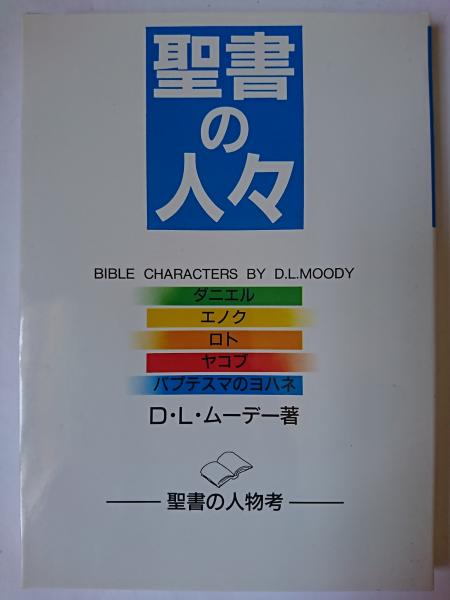 聖書
の
人々
BIBLE CHARACTERS BY D.L.MOODY
ダニエル
エノク
ロト
ヤコブ
バプテスマのヨハネ
D・L・ムーデー著
聖書の人物考